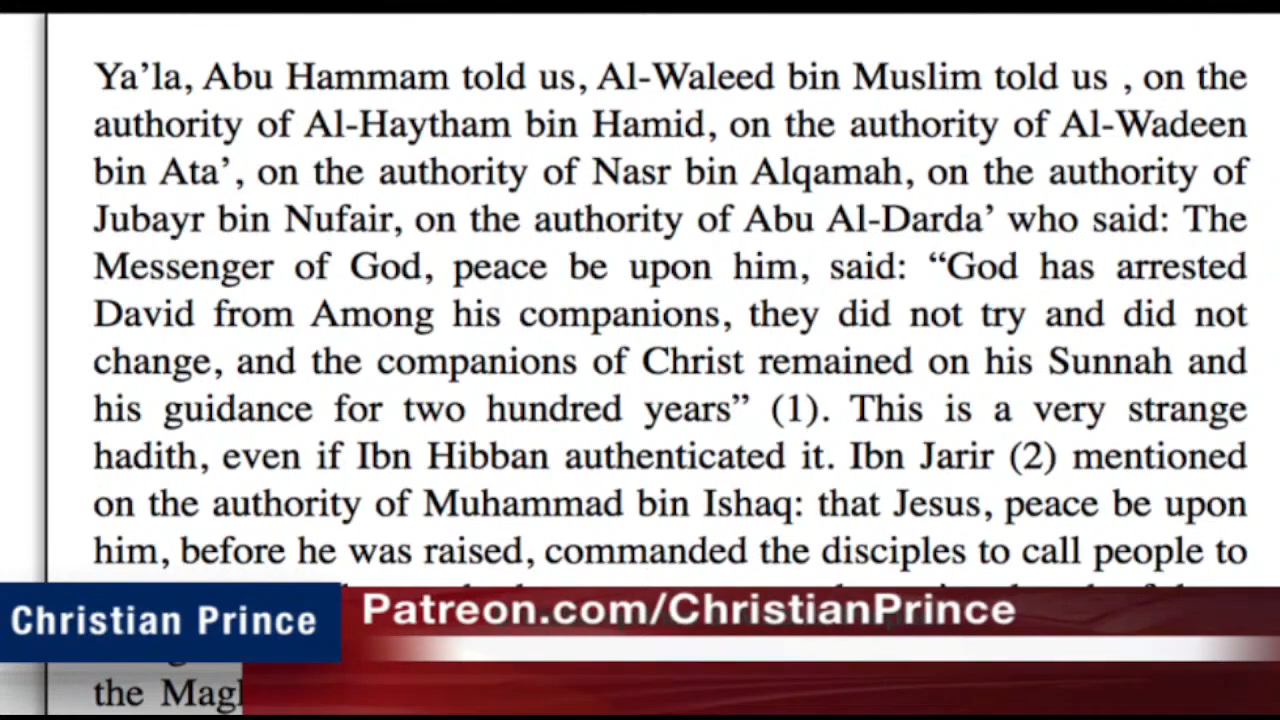 Ya’la, Abu Hammam told us, Al-Waleed bin Muslim told us , on the
authority of Al-Haytham bin Hamid, on the authority of Al-Wadeen
bin Ata’, on the authority of Nasr bin Alqamah, on the authority of
Jubayr bin Nufair, on the authority of Abu Al-Darda’ who said: The
Messenger of God, peace be upon him, said: “God has arrested
David from Among his companions, they did not try and did not
change, and the companions of Christ remained on his Sunnah and
his guidance for two hundred years” (1). This is a very strange
hadith, even if Ibn Hibban authenticated it. Ibn Jarir (2) mentioned
on the authority of Muhammad bin Ishaq: that Jesus, peace be upon
him, before he was raised, commanded the disciples to call people to
Patreon.com/ChristianPrince
Christian Prince
the